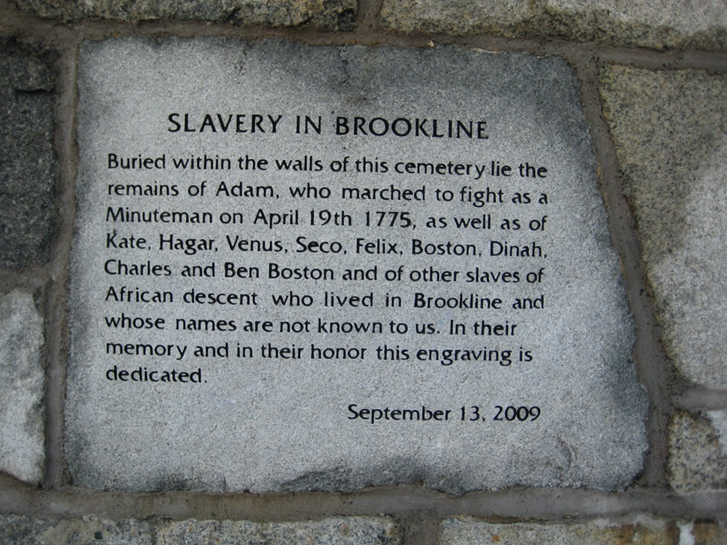 SLAVERY IN BROOKLINE
Buried within the walls of this cemetery lie the
remains of Adam, who marched to fight as a
Minuteman on April 19th 1775, as well as of
Kate, Hagar, Venus, Seco, Felix, Boston, Dinah,
Charles and Ben Boston and of other slaves of
African descent who lived in Brookline and
whose names are not known to us. In their
memory and in their honor this engraving is
dedicated.
September 13, 2009